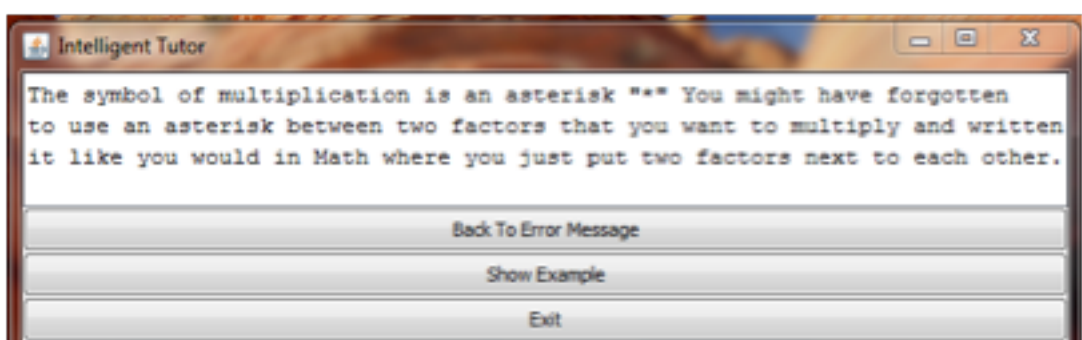 Intelligent Tutor
The symbol of multiplication is an asterisk "*" You might have forgotten
to use an asterisk between two factors that you want to multiply and written
it like you would in Math where you just put two factors next to each other.
Back To Error Message
Show Example
Exit